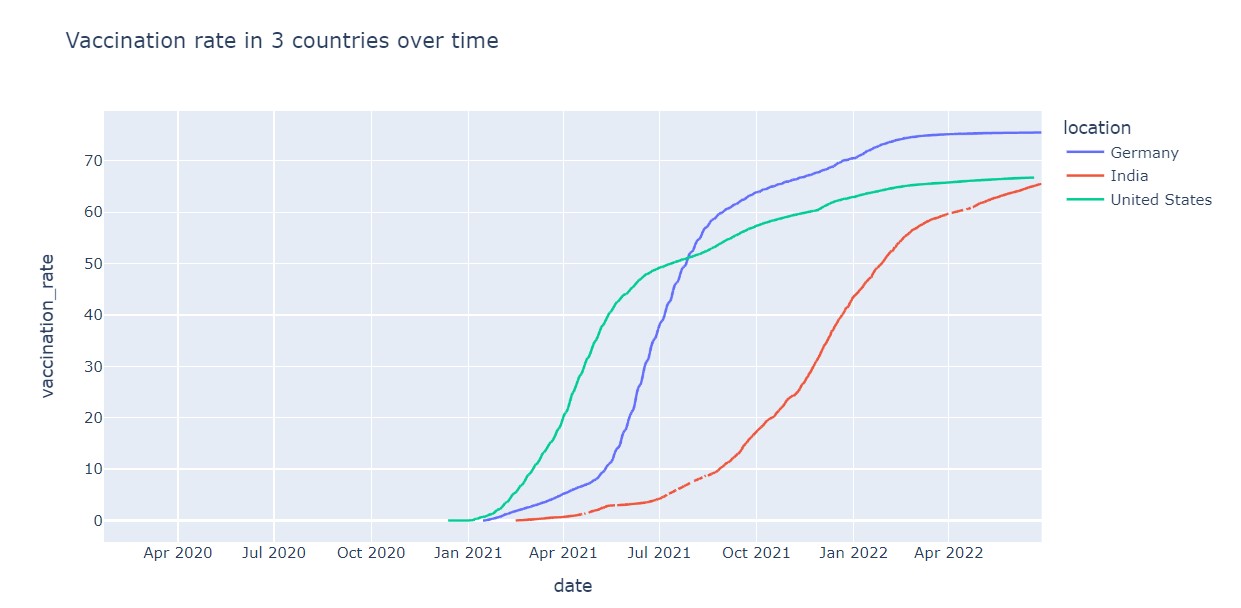 Vaccination rate in 3 countries over time
location
Germany
India
United States
70
60
50
40
30
20
10
0
vaccination_rate
Apr 2020
Jul 2020
Oct 2020
Jan 2021
Apr 2021
Jul 2021
Oct 2021
Jan 2022
Apr 2022
date